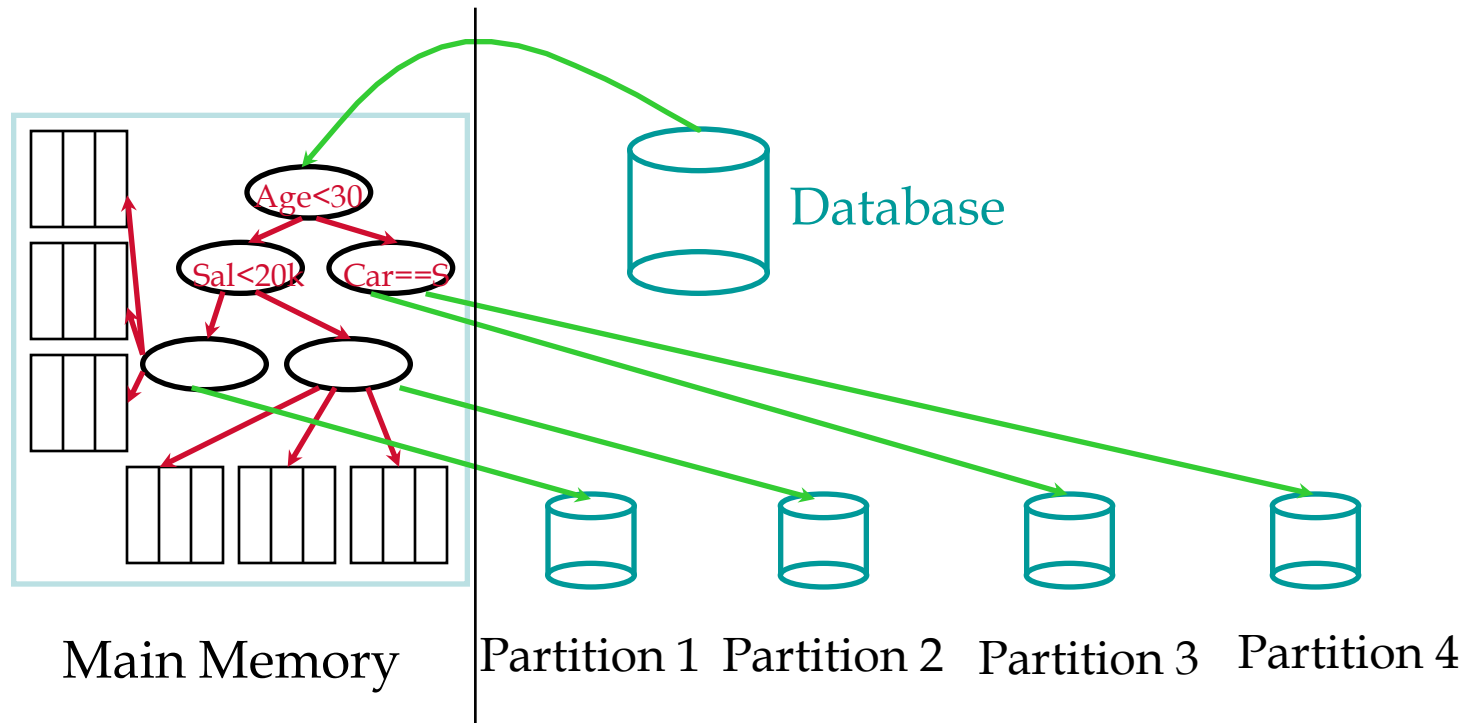 Age<30
Database
Sal<20k
Car==S
Main Memory
Partition 1
Partition 2
Partition 3
Partition 4